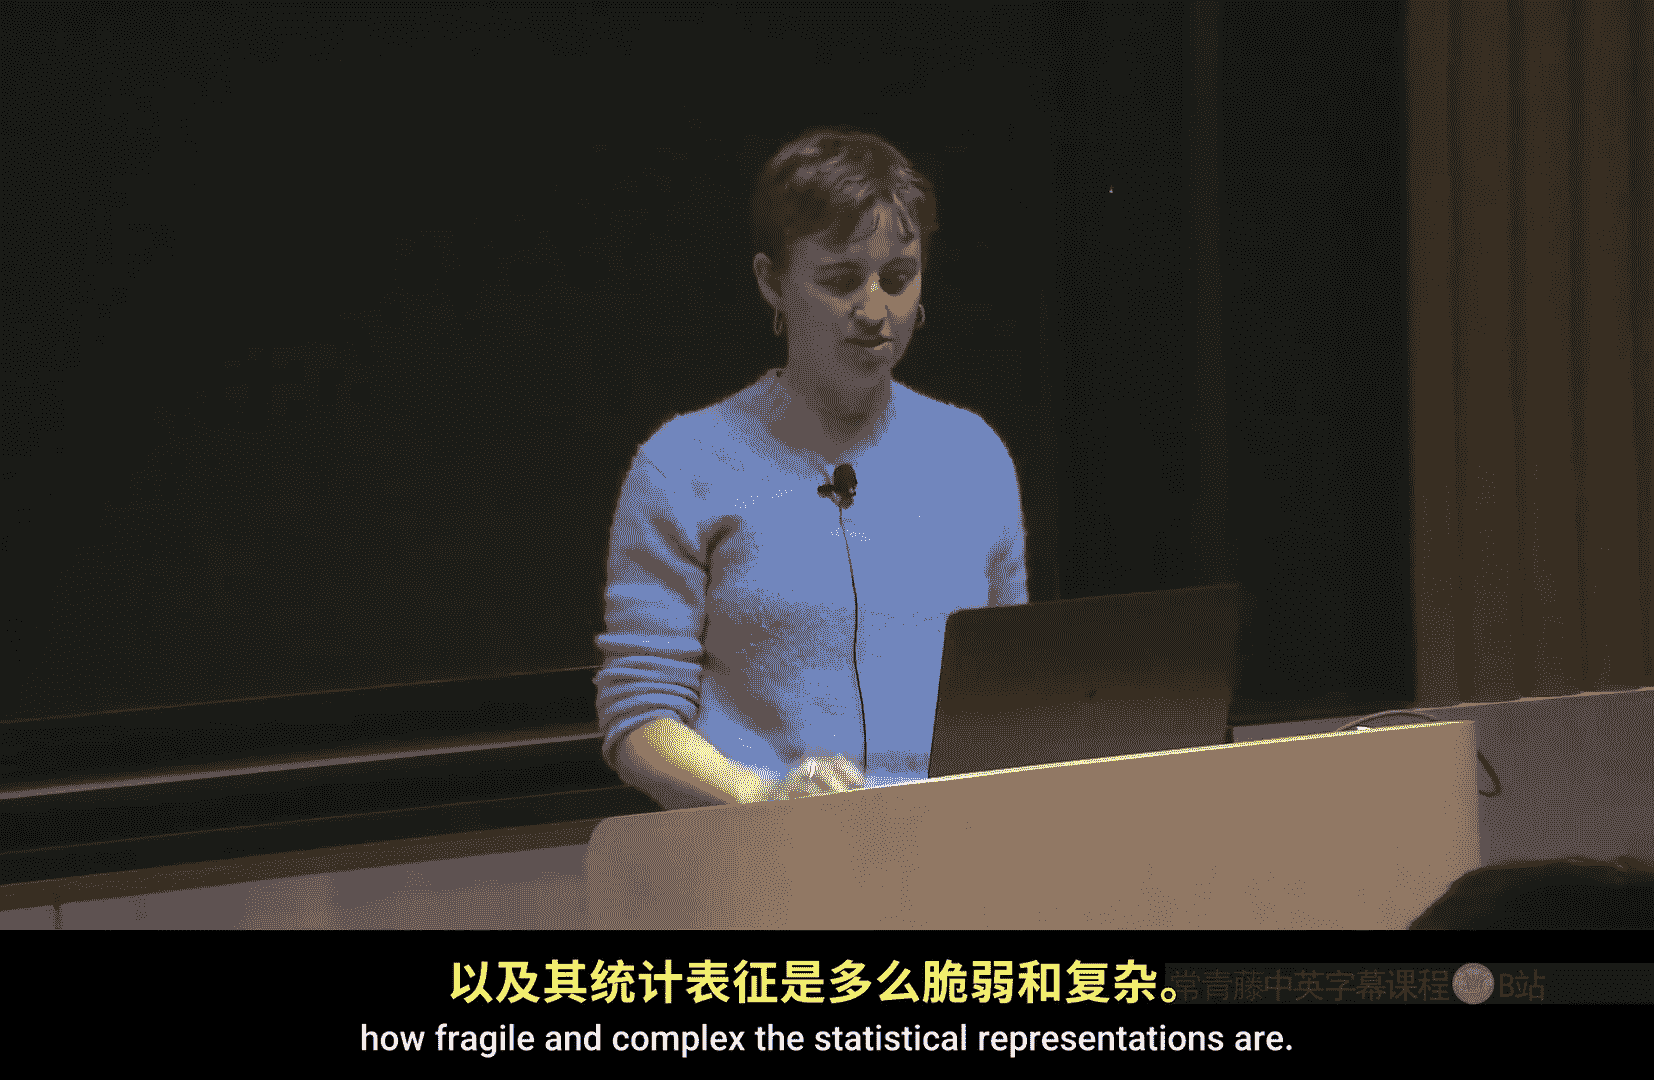 以及其统计表征是多么脆弱和复杂。
常青藤中英字幕课程 B站
how fragile and complex the statistical representations are.